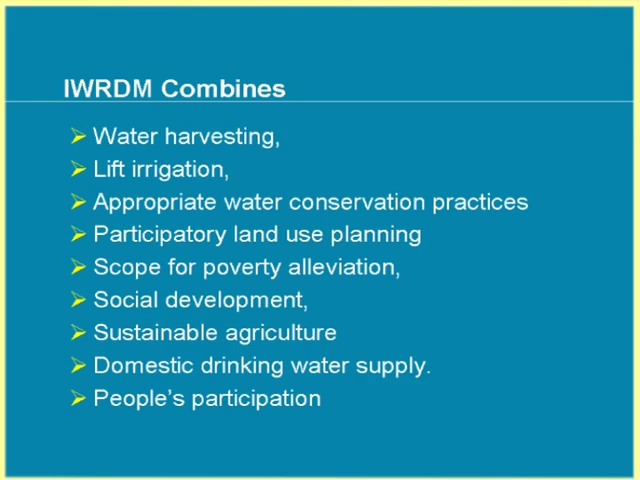 IWRDM Combines
Water harvesting,
Lift irrigation,
Appropriate water conservation practices
Participatory land use planning
Scope for poverty alleviation,
Social development,
Sustainable agriculture
Domestic drinking water supply.
People’s participation